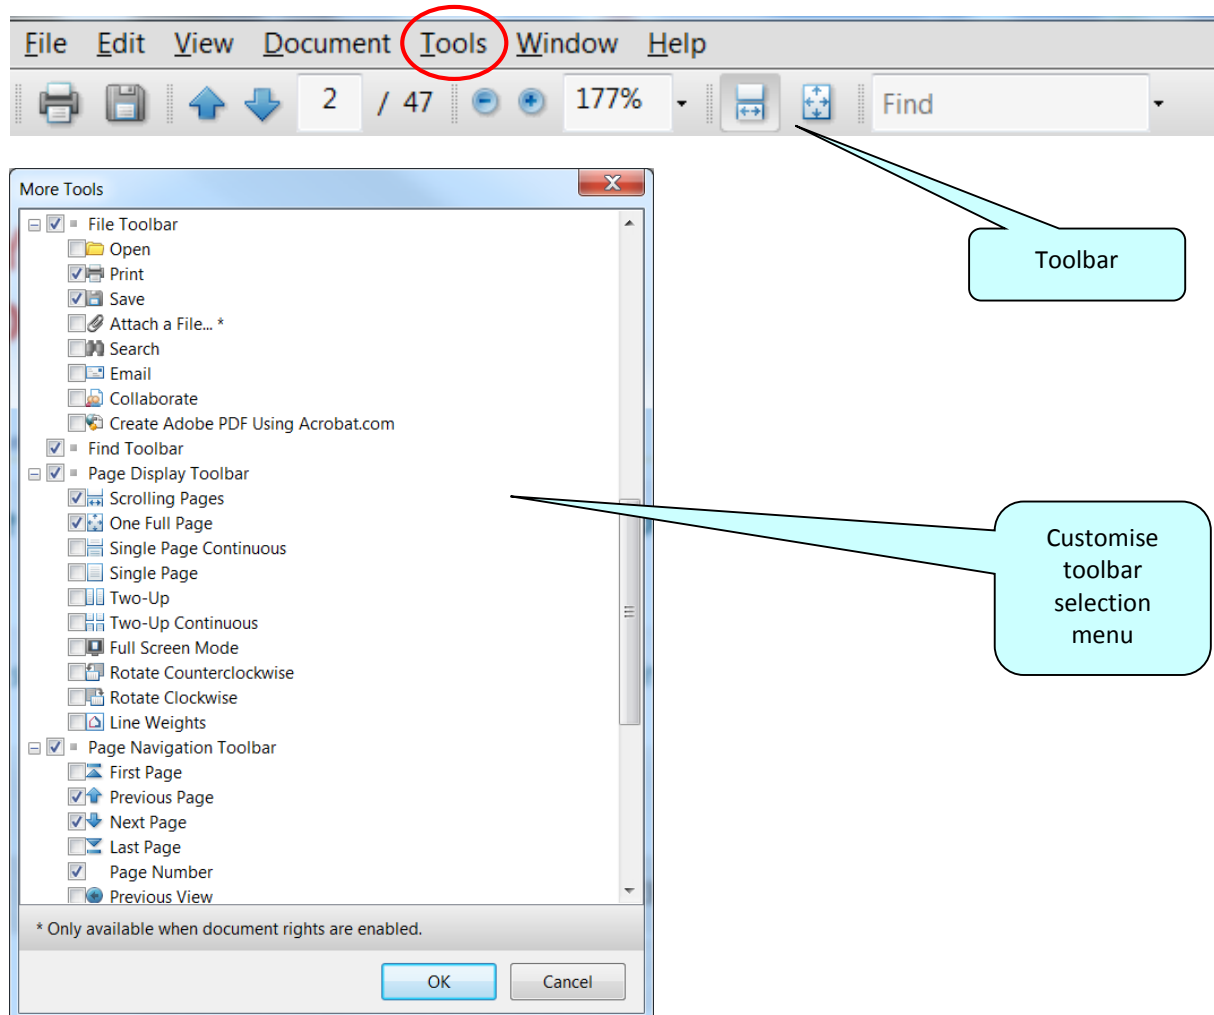 File Edit View Document Tools Window Help
2 / 47 177% Find
Toolbar
More Tools
File Toolbar
Open
Print
Save
Attach a File... *
Search
Email
Collaborate
Create Adobe PDF Using Acrobat.com
Find Toolbar
Page Display Toolbar
Scrolling Pages
One Full Page
Single Page Continuous
Single Page
Two-Up
Two-Up Continuous
Full Screen Mode
Rotate Counterclockwise
Rotate Clockwise
Line Weights
Page Navigation Toolbar
First Page
Previous Page
Next Page
Last Page
Page Number
Previous View
* Only available when document rights are enabled.
OK Cancel
Customise
toolbar
selection
menu